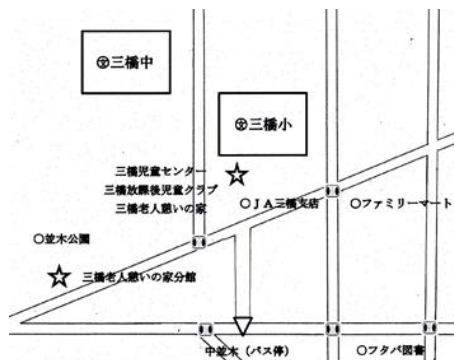 ㊫三橋中
㊫三橋小
三橋児童センター
三橋放課後児童クラブ
三橋老人憩いの家
○JA三橋支店
○ファミリーマート
○並木公園
三橋老人憩いの家分館
中並木(バス停)
○フタバ図書